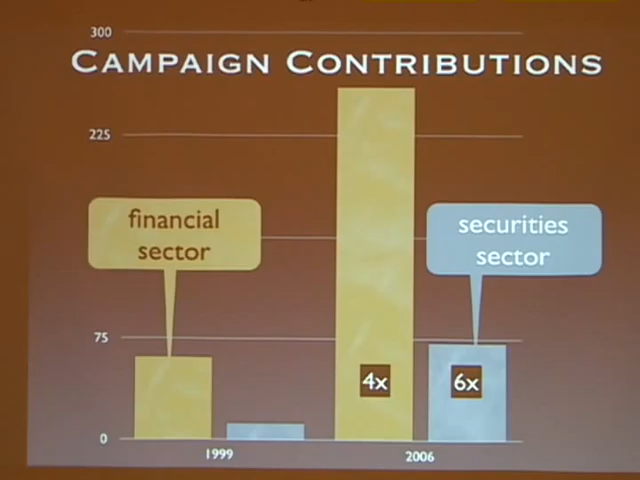 300
CAMPAIGN CONTRIBUTIONS
225
financial
sector
securities
sector
75
4x
6x
0
1999
2006